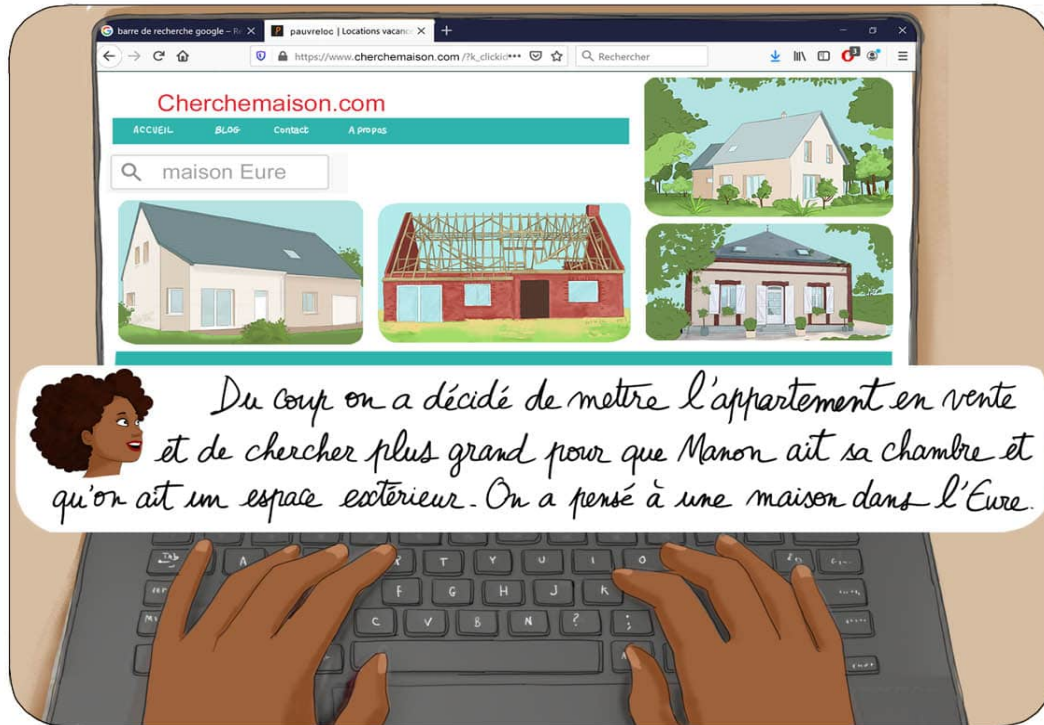 barre de recherche google – Re
pauvreloc | Locations vacanc
https://www.cherchemaison.com/?k_clickid•••
Rechercher
3
Cherchemaison.com
ACCUEIL BLOG Contact A propos
maison Eure
Du coup on a décidé de mettre l'appartement en vente
et de chercher plus grand pour que Manon ait sa chambre et
qu'on ait un espace extérieur. On a pensé à une maison dans l'Eure.
Tab A R T Y U I O
F G H J K
C V B N ? ;